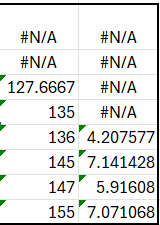 #N/A #N/A
#N/A #N/A
127.6667 #N/A
135 #N/A
136 4.207577
145 7.141428
147 5.91608
155 7.071068